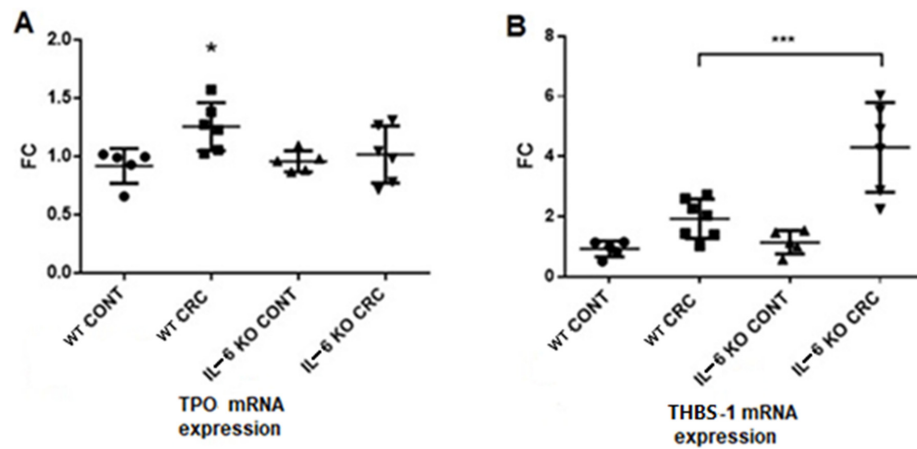 A
*
2.0
1.5
1.0
0.5
0.0
FC
WT CONT
WT CRC
IL-6 KO CONT
IL-6 KO CRC
TPO mRNA
expression
B
***
8
6
4
2
0
FC
WT CONT
WT CRC
IL-6 KO CONT
IL-6 KO CRC
THBS-1 mRNA
expression